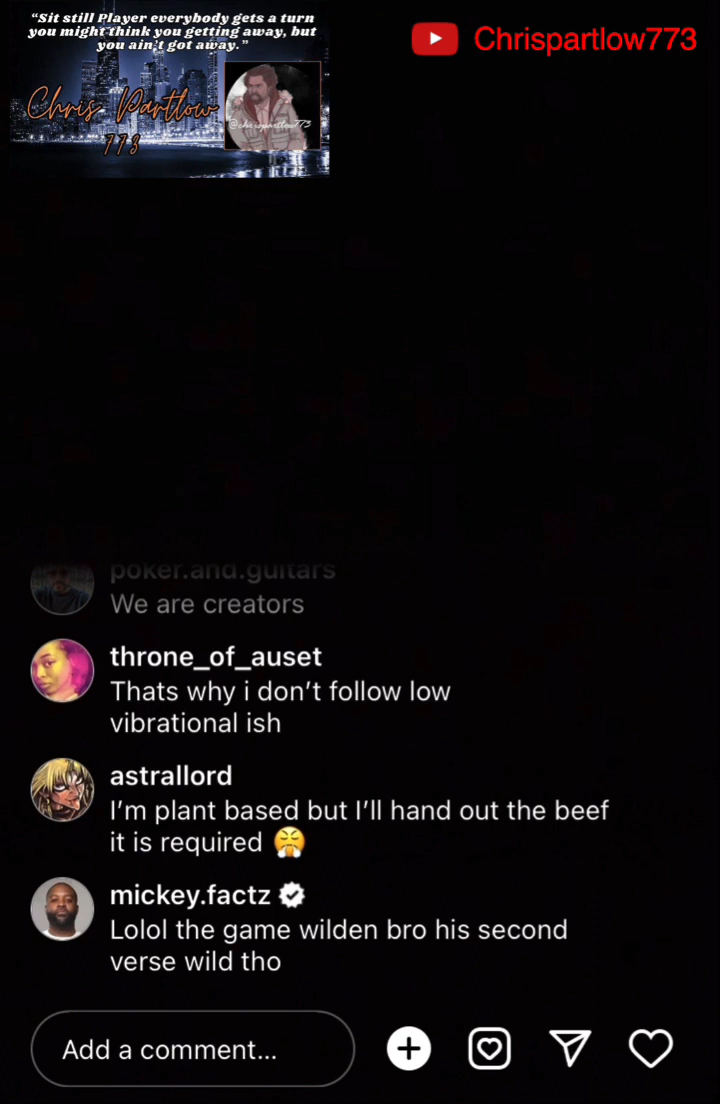 “Sit still Player everybody gets a turn
you might think you getting away, but
you ain't got away.”
Chrispartlow773
Chris Partlow
773
@chrispartlow773
poker.and.guitars
We are creators
throne_of_auset
Thats why i don’t follow low
vibrational ish
astrallord
I’m plant based but I’ll hand out the beef
it is required
mickey.factz
Lolol the game wilden bro his second
verse wild tho
Add a comment...